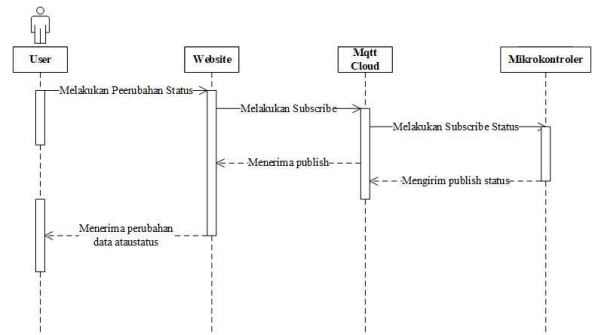 User
Website
Mqtt
Cloud
Mikrokontroler
Melakukan Peerubahan Status
Melakukan Subscribe
Melakukan Subscribe Status
Menerima publish
Mengirim publish status
Menerima perubahan
data ataustatus